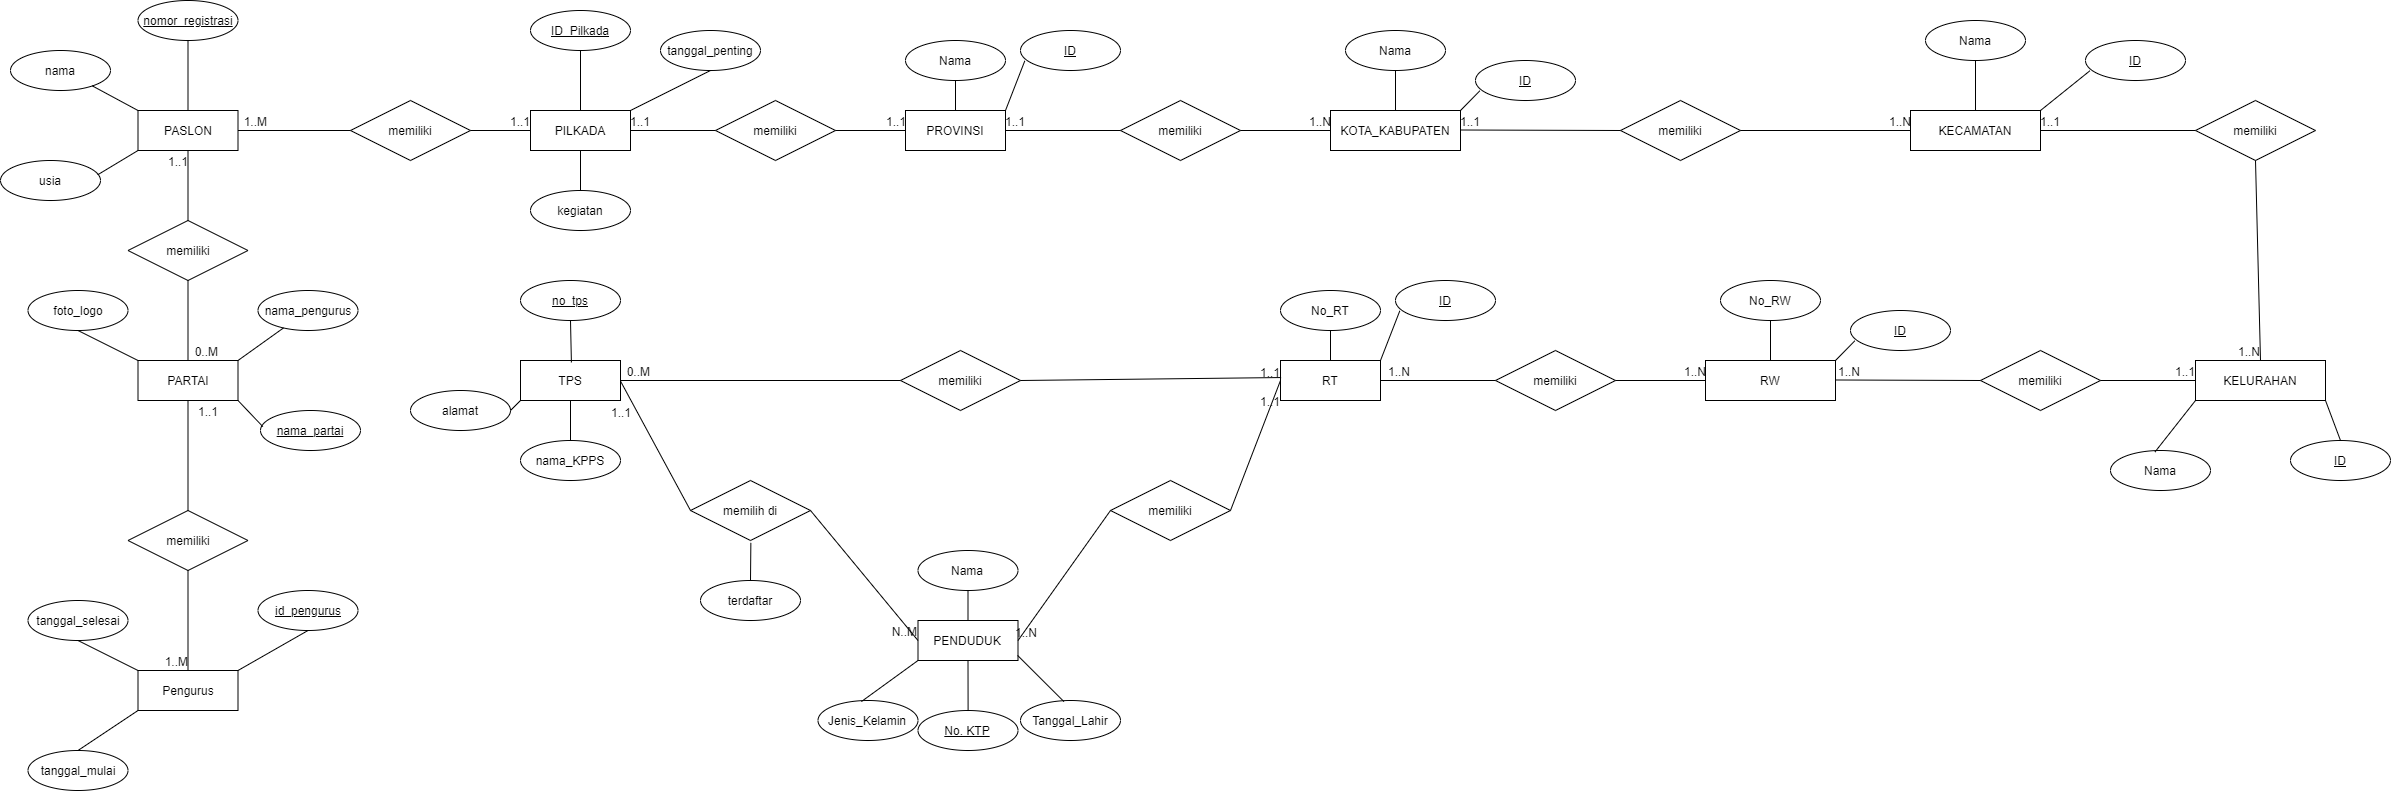 nomor_registrasi
ID_Pilkada
tanggal_penting
Nama
ID
Nama
ID
Nama
ID
nama
PASLON
1..M
memiliki
1..1
PILKADA
1..1
memiliki
1..1
PROVINSI
1..1
memiliki
1..N
KOTA_KABUPATEN
1..1
memiliki
1..N
KECAMATAN
1..1
memiliki
1..1
usia
kegiatan
memiliki
foto_logo
nama_pengurus
0..M
PARTAI
1..1
nama_partai
no_tps
TPS
0..M
1..1
alamat
nama_KPPS
memiliki
1..1
1..1
No_RT
ID
RT
1..N
memiliki
1..N
No_RW
ID
RW
1..N
memiliki
1..1
1..N
KELURAHAN
Nama
ID
memiliki
memilih di
terdaftar
memiliki
Nama
N..M
PENDUDUK
1..N
Jenis_Kelamin
No. KTP
Tanggal_Lahir
tanggal_selesai
id_pengurus
1..M
Pengurus
tanggal_mulai